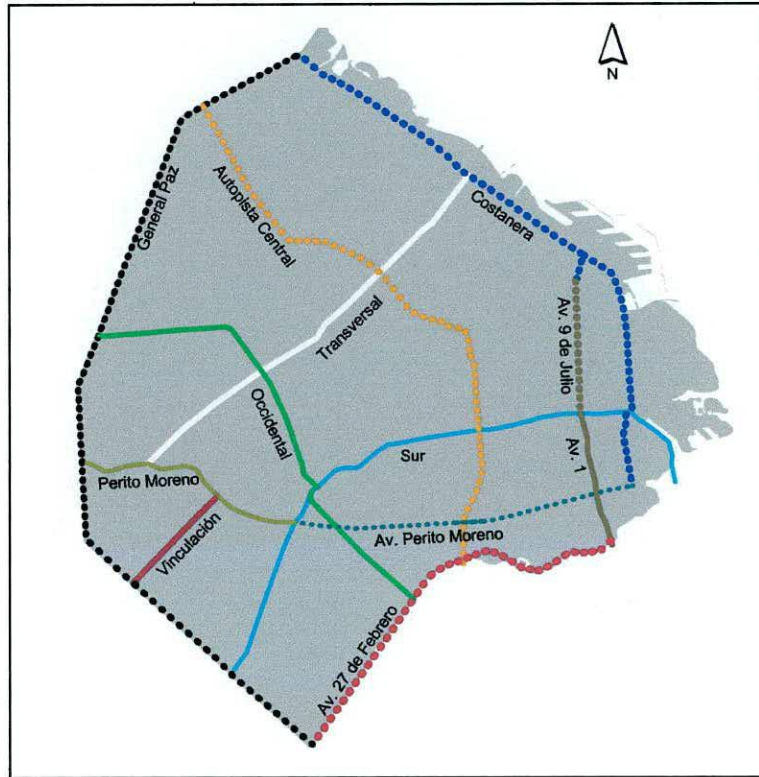 N
General Paz
Autopista Central
Costanera
Transversal
Av. 9 de Julio
Occidental
Av. 1
Sur
Perito Moreno
Vinculación
Av. Perito Moreno
Av. 27 de Febrero